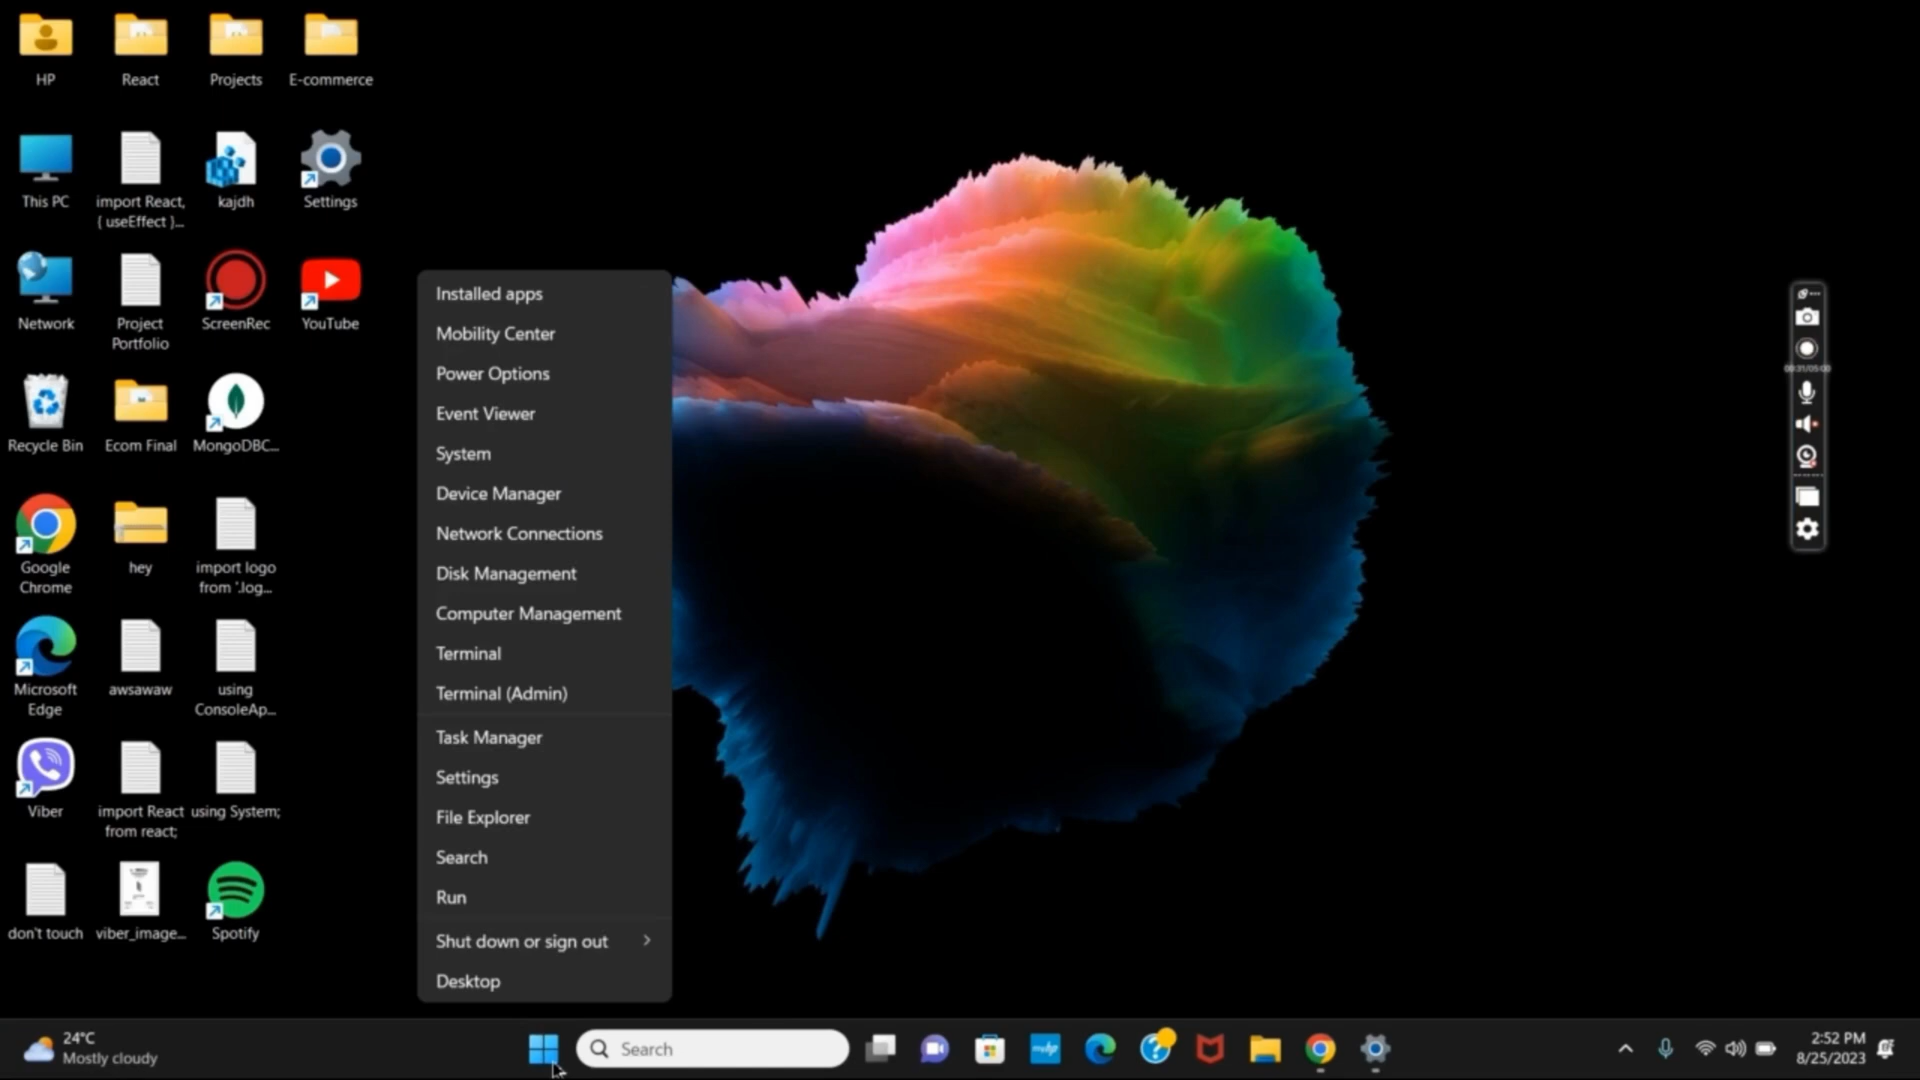 HP
React
Projects
E-commerce
This PC
import React,
{ useEffect }...
kajdh
Settings
Network
Project
Portfolio
ScreenRec
YouTube
Recycle Bin
Ecom Final
MongoDBC...
Google
Chrome
hey
import logo
from '.log...
Microsoft
Edge
awsawaw
using
ConsoleAp...
Viber
import React
from react;
using System;
don't touch
viber_image...
Spotify
Installed apps
Mobility Center
Power Options
Event Viewer
System
Device Manager
Network Connections
Disk Management
Computer Management
Terminal
Terminal (Admin)
Task Manager
Settings
File Explorer
Search
Run
Shut down or sign out
Desktop
24°C
Mostly cloudy
Search
myhp
2:52 PM
8/25/2023